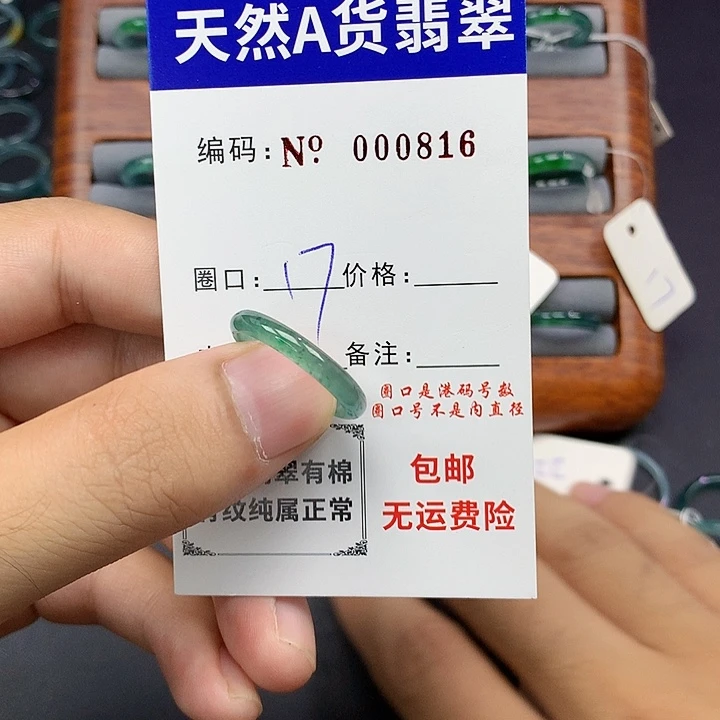 天然A货翡翠
编码: Nº 000816
圈口: 17 价格:
备注:
圈口是港码号数
圈口号不是内直径
翠有棉
纹纯属正常
包邮
无运费险